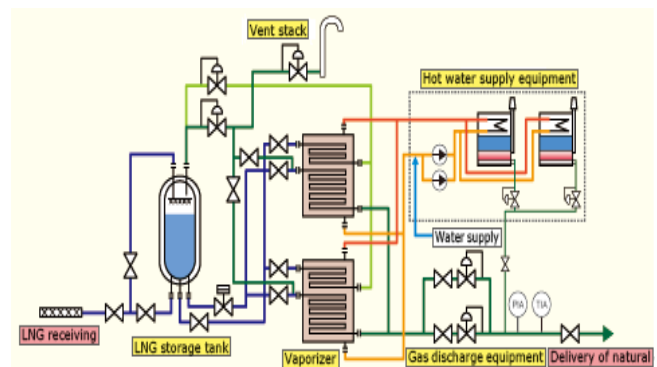 Vent stack
Hot water supply equipment
Water supply
PIA
TIA
LNG receiving
LNG storage tank
Vaporizer
Gas discharge equipment
Delivery of natural